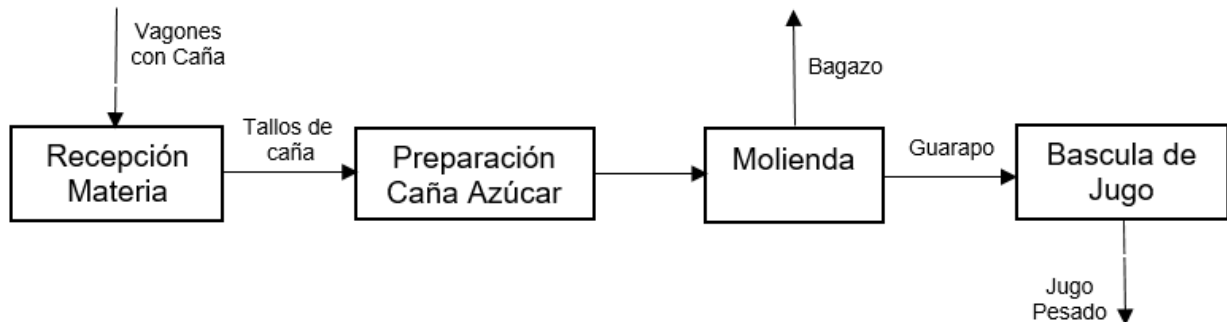 Vagones
con Caña
Recepción
Materia
Tallos de
caña
Preparación
Caña Azúcar
Bagazo
Molienda
Guarapo
Bascula de
Jugo
Jugo
Pesado